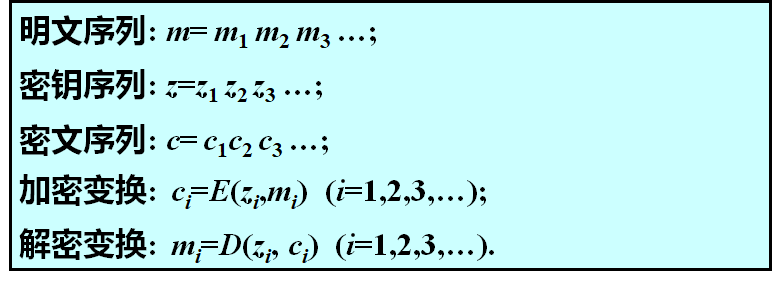 明文序列: m= m₁ m₂ m₃ …;
密钥序列: z=z₁ z₂ z₃ …;
密文序列: c= c₁c₂ c₃ …;
加密变换: cᵢ=E(zᵢ,mᵢ) (i=1,2,3,…);
解密变换: mᵢ=D(zᵢ, cᵢ) (i=1,2,3,…).